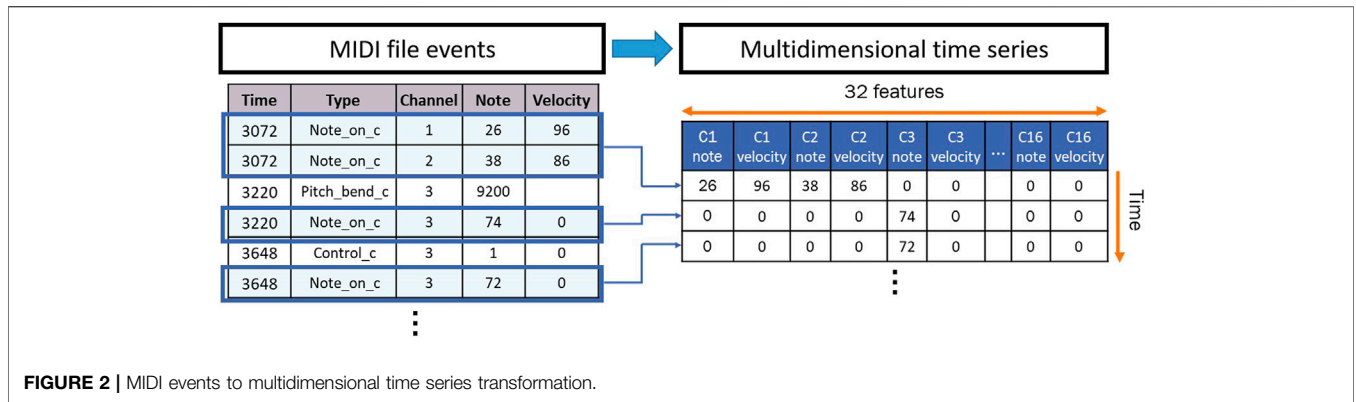 MIDI file events
Multidimensional time series
Time Type Channel Note Velocity
3072 Note_on_c 1 26 96
3072 Note_on_c 2 38 86
3220 Pitch_bend_c 3 9200
3220 Note_on_c 3 74 0
3648 Control_c 3 1 0
3648 Note_on_c 3 72 0
⋮
32 features
C1 note C1 velocity C2 note C2 velocity C3 note C3 velocity ... C16 note C16 velocity
26 96 38 86 0 0 0 0
0 0 0 0 74 0 0 0
0 0 0 0 72 0 0 0
⋮
Time
FIGURE 2 | MIDI events to multidimensional time series transformation.